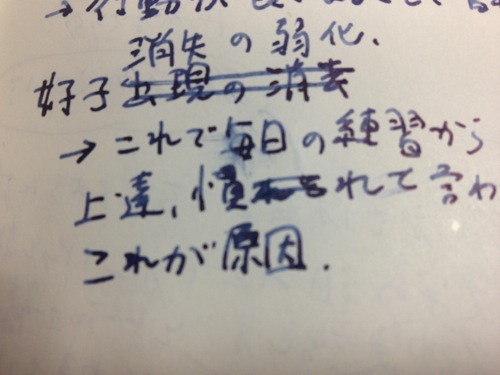 →行動が
消失の弱化.
好子出現の消去
→これで毎日の練習から
上達、慣れて言わ
これが原因.